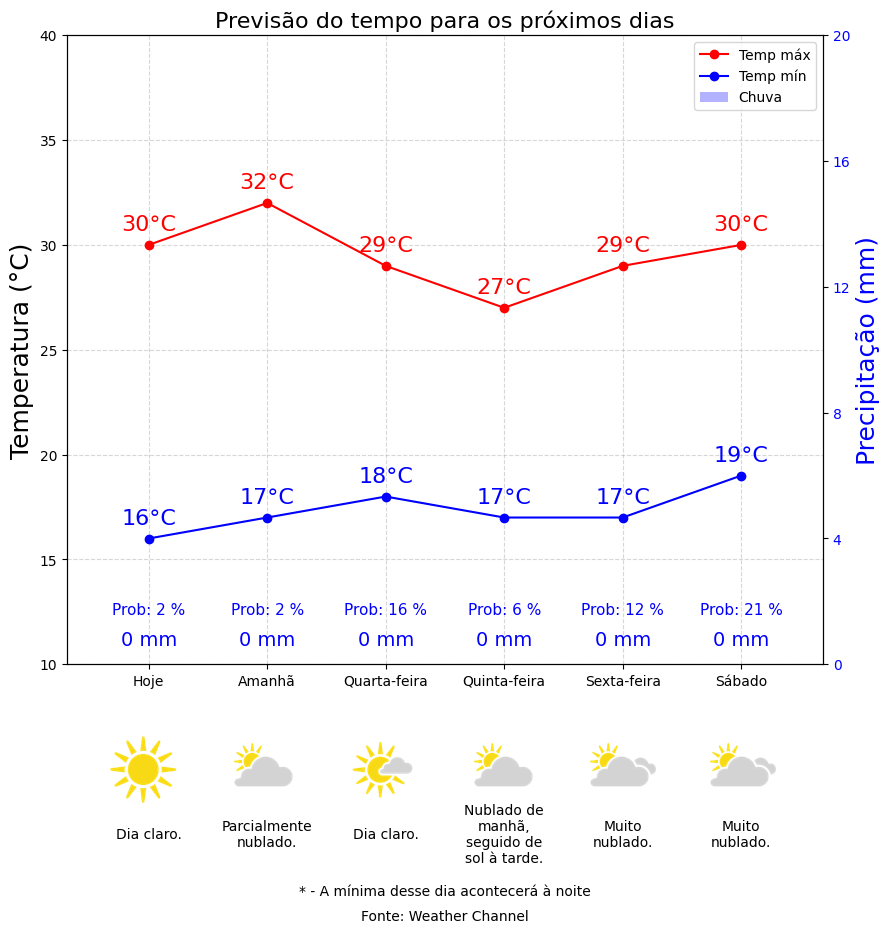 Previsão do tempo para os próximos dias
Temp máx
Temp mín
Chuva
Temperatura (°C)
Precipitação (mm)
40
35
30
25
20
15
10
20
16
12
8
4
0
30°C 32°C 29°C 27°C 29°C 30°C
16°C 17°C 18°C 17°C 17°C 19°C
Prob: 2 % Prob: 2 % Prob: 16 % Prob: 6 % Prob: 12 % Prob: 21 %
0 mm 0 mm 0 mm 0 mm 0 mm 0 mm
Hoje Amanhã Quarta-feira Quinta-feira Sexta-feira Sábado
Dia claro.
Parcialmente
nublado.
Dia claro.
Nublado de
manhã,
seguido de
sol à tarde.
Muito
nublado.
Muito
nublado.
* - A mínima desse dia acontecerá à noite
Fonte: Weather Channel